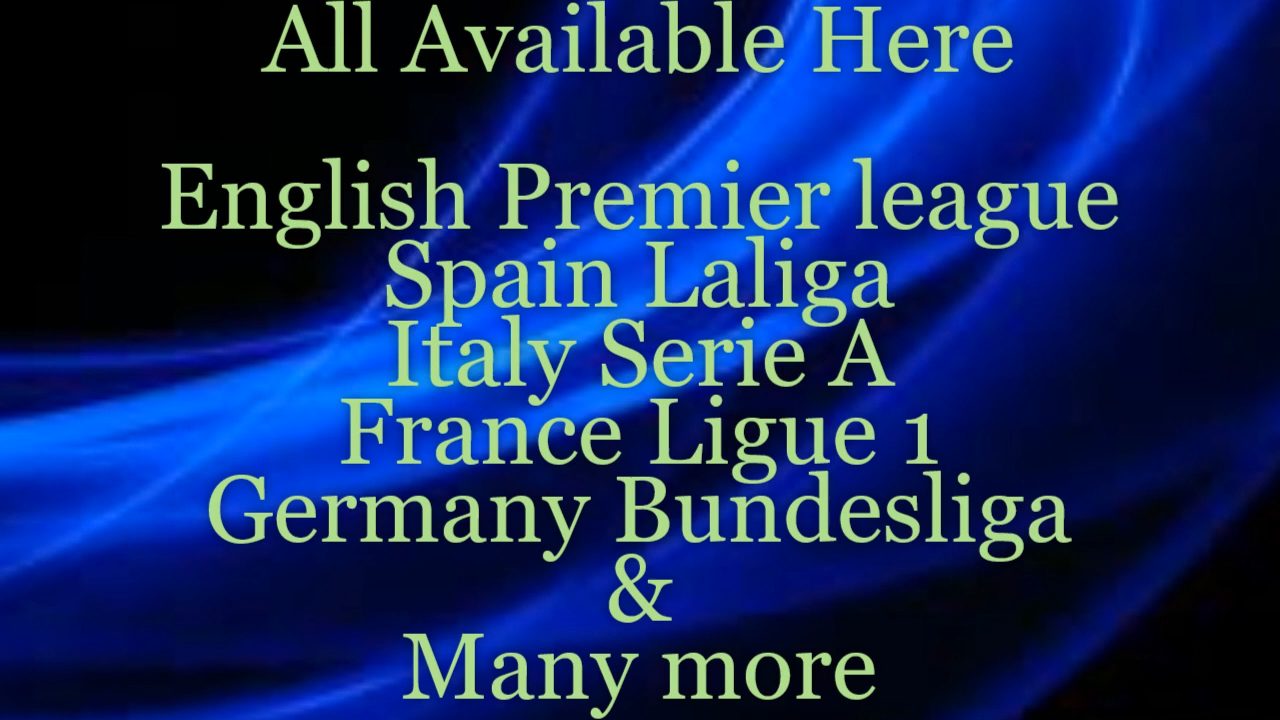 All Available Here
English Premier league
Spain Laliga
Italy Serie A
France Ligue 1
Germany Bundesliga
&
Many more